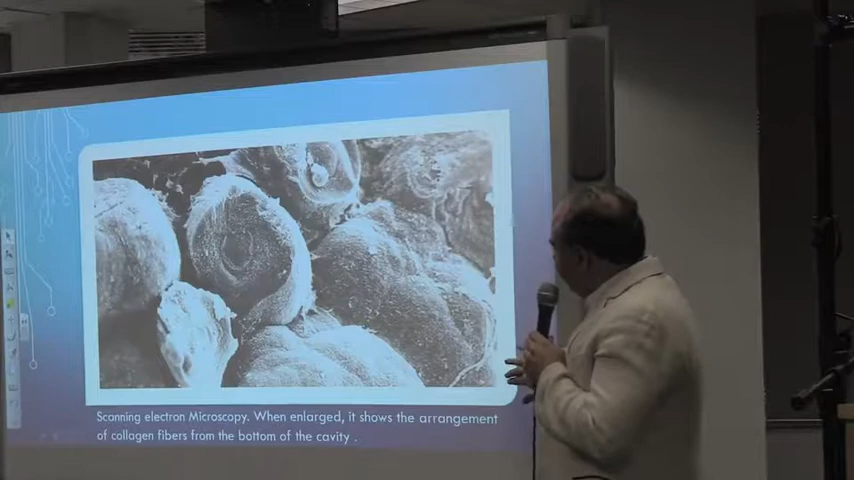 Scanning electron Microscopy. When enlarged, it shows the arrangement
of collagen fibers from the bottom of the cavity .